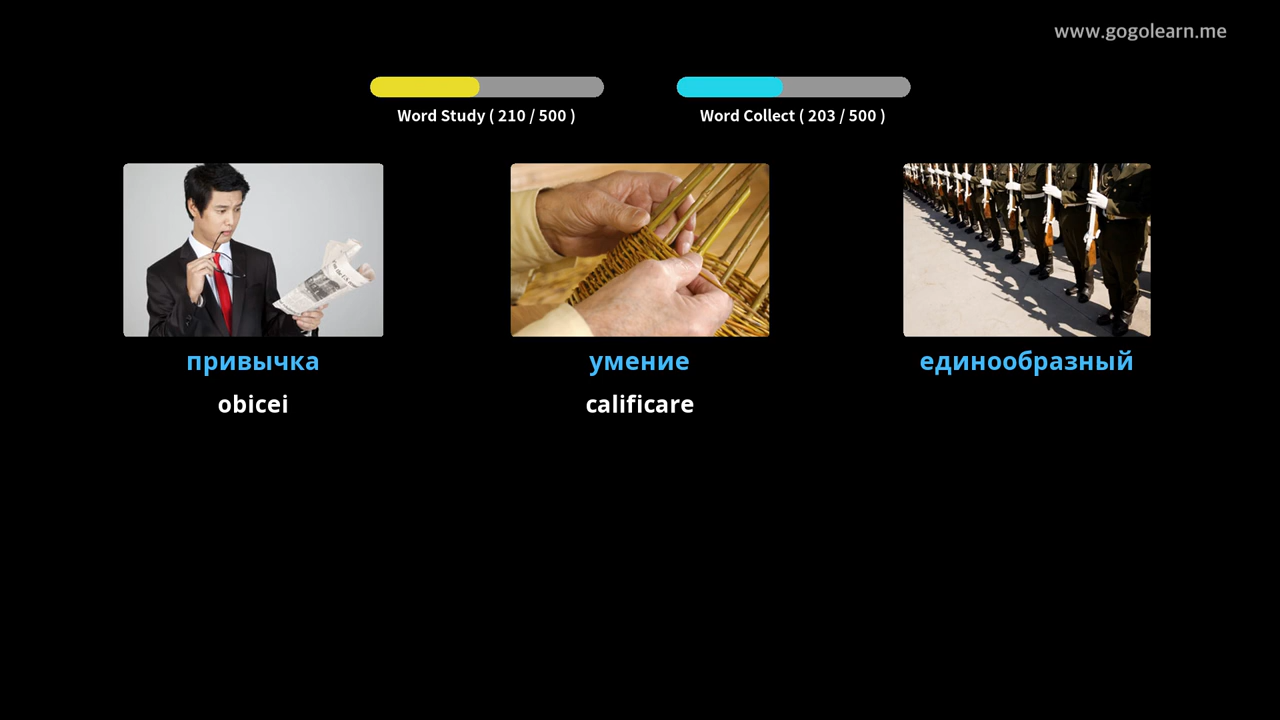 www.gogolearn.me
Word Study ( 210 / 500 )
Word Collect ( 203 / 500 )
привычка
умение
единообразный
obicei
calificare